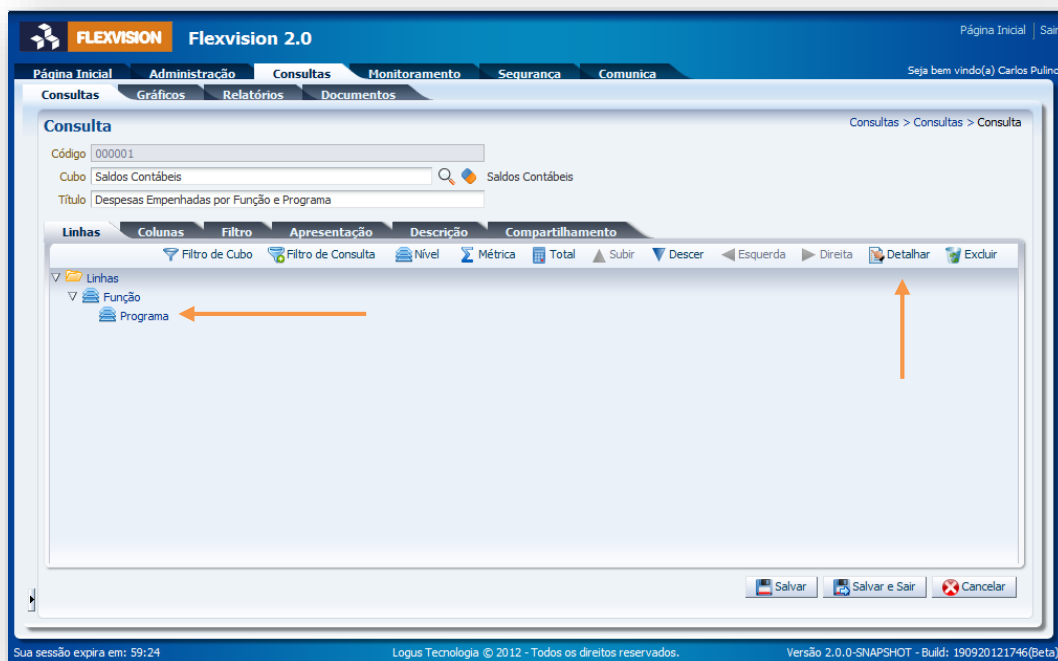 FLEXVISION Flexvision 2.0 Página Inicial | Sair
Página Inicial Administração Consultas Monitoramento Segurança Comunica Seja bem vindo(a) Carlos Pulino
Consultas Gráficos Relatórios Documentos
Consulta Consultas > Consultas > Consulta
Código 000001
Cubo Saldos Contábeis Saldos Contábeis
Título Despesas Empenhadas por Função e Programa
Linhas Colunas Filtro Apresentação Descrição Compartilhamento
Filtro de Cubo Filtro de Consulta Nível Métrica Total Subir Descer Esquerda Direita Detalhar Excluir
Linhas
Função
Programa
Salvar Salvar e Sair Cancelar
Sua sessão expira em: 59:24 Logus Tecnologia © 2012 - Todos os direitos reservados. Versão 2.0.0-SNAPSHOT - Build: 190920121746(Beta)